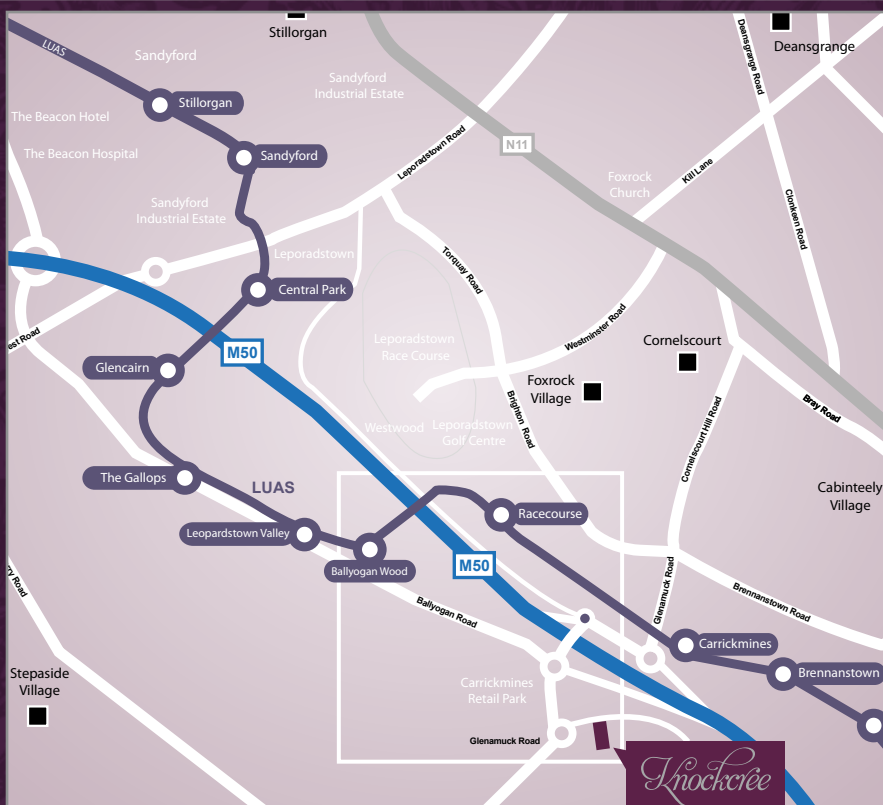 Stillorgan
Deansgrange
Deansgrange Road
LUAS
Sandyford
Sandyford
Industrial Estate
Stillorgan
The Beacon Hotel
The Beacon Hospital
Sandyford
Leporadstown Road
N11
Foxrock
Church
Kill Lane
Clonkeen Road
Sandyford
Industrial Estate
Leporadstown
Central Park
Torquay Road
est Road
M50
Glencairn
Leporadstown
Race Course
Westminster Road
Cornelscourt
Foxrock
Village
Brighton Road
Westwood
Leporadstown
Golf Centre
Cornelscourt Hill Road
Bray Road
The Gallops
LUAS
Cabinteely
Village
Leopardstown Valley
Racecourse
Ballyogan Wood
M50
ry Road
Ballyogan Road
Glenamuck Road
Brennanstown Road
Carrickmines
Brennanstown
Stepaside
Village
Carrickmines
Retail Park
Glenamuck Road
Knockcree